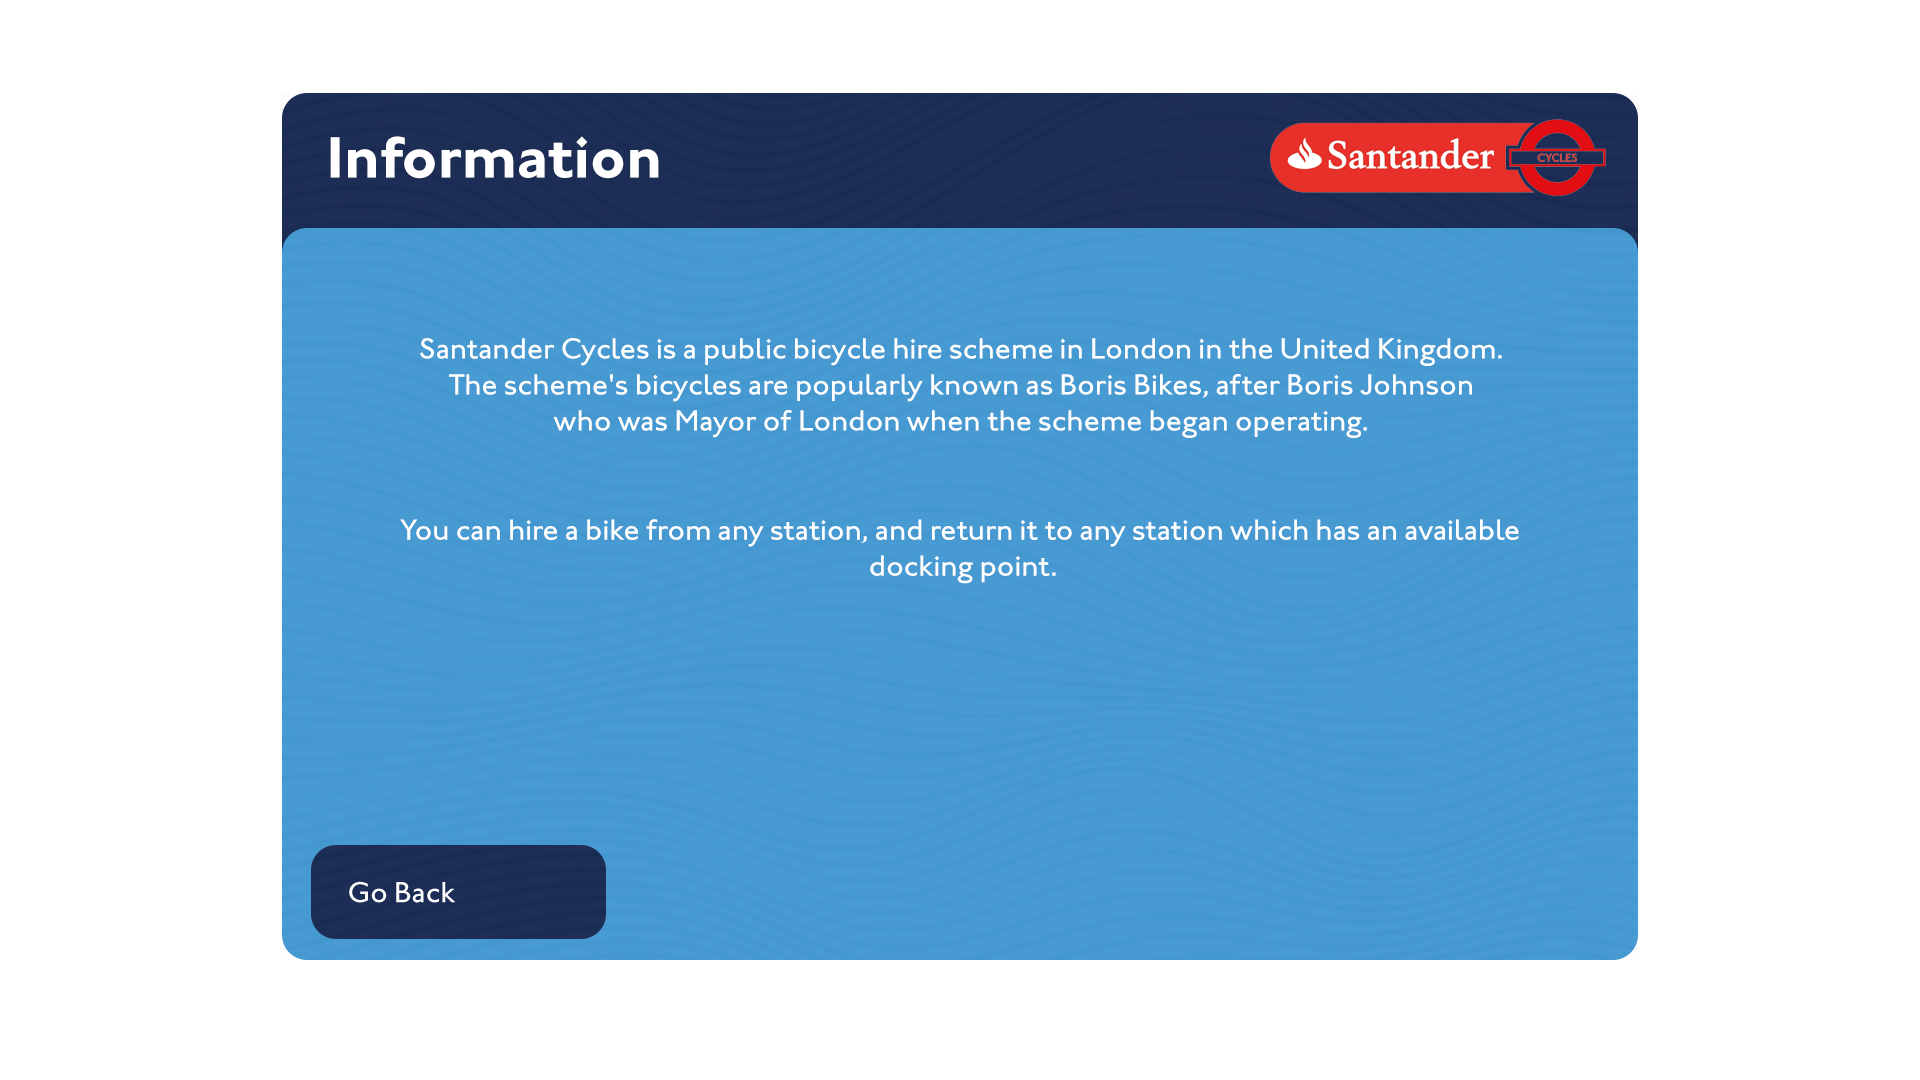 Information
Santander
CYCLES
Santander Cycles is a public bicycle hire scheme in London in the United Kingdom.
The scheme's bicycles are popularly known as Boris Bikes, after Boris Johnson
who was Mayor of London when the scheme began operating.
You can hire a bike from any station, and return it to any station which has an available
docking point.
Go Back